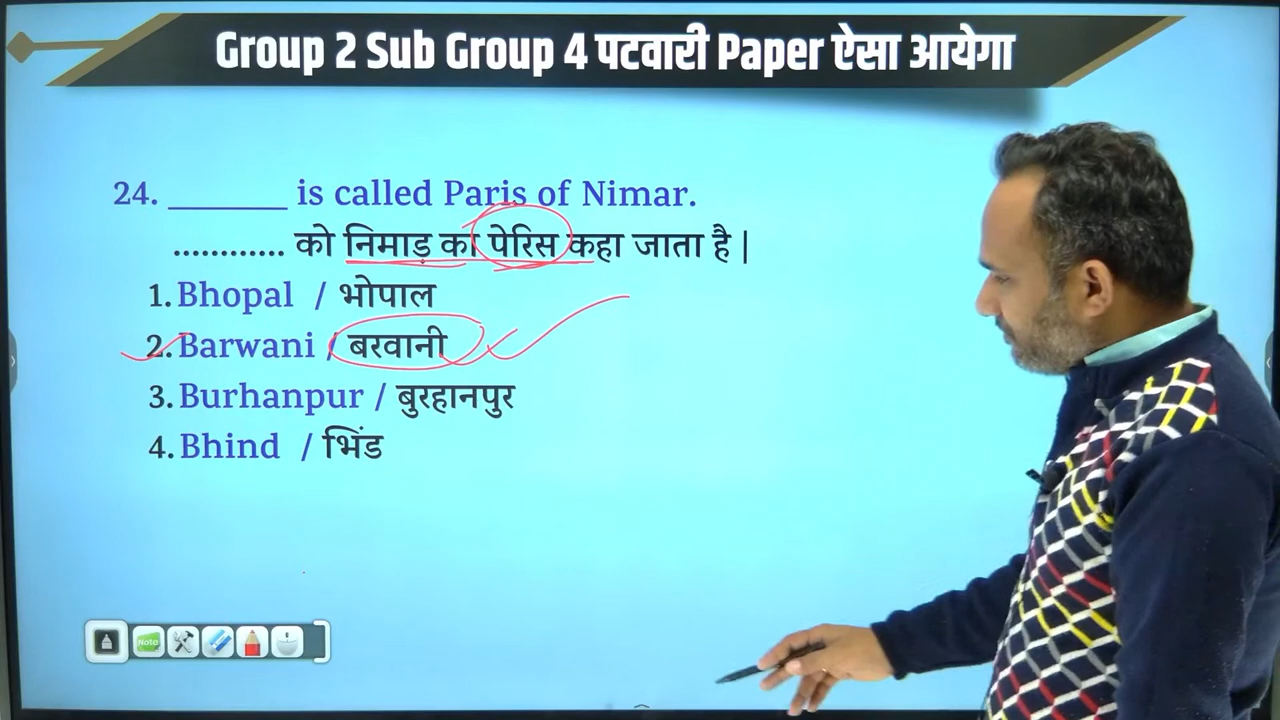 Group 2 Sub Group 4 पटवारी Paper ऐसा आयेगा
24. _______ is called Paris of Nimar.
............ को निमाड़ का पेरिस कहा जाता है |
1. Bhopal / भोपाल
2. Barwani / बरवानी
3. Burhanpur / बुरहानपुर
4. Bhind / भिंड
Note